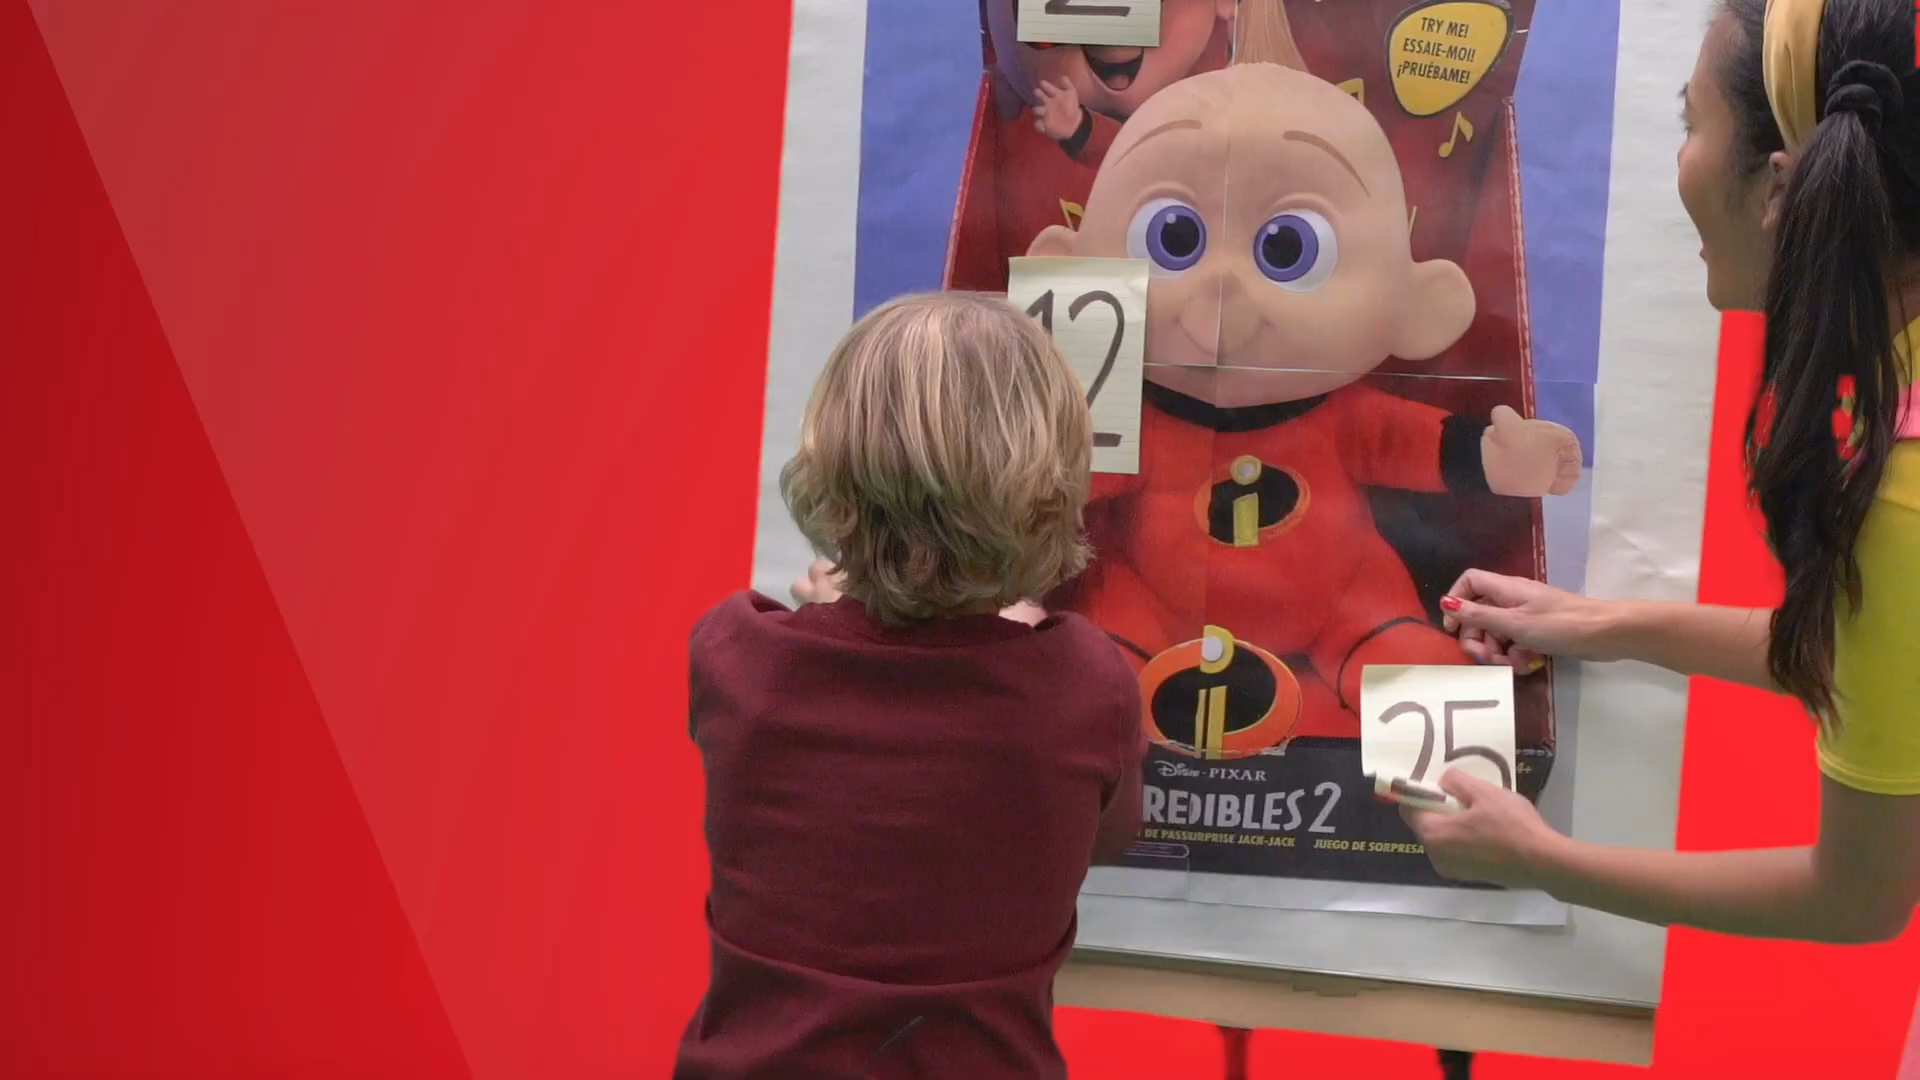 2
TRY ME!
ESSAIE-MOI!
¡PRUÉBAME!
12
25
Disney · PIXAR
REDIBLES 2
DE PASSURPRISE JACK-JACK
JUEGO DE SORPRESA
4+